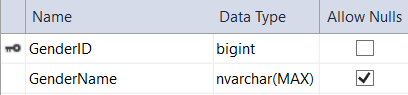 Name Data Type Allow Nulls
GenderID bigint
GenderName nvarchar(MAX)